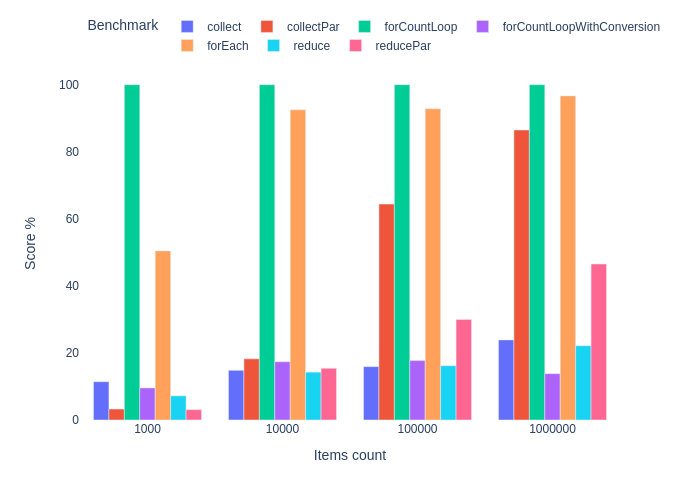 Benchmark
collect collectPar forCountLoop forCountLoopWithConversion
forEach reduce reducePar
100
80
60
40
20
0
Score %
1000 10000 100000 1000000
Items count